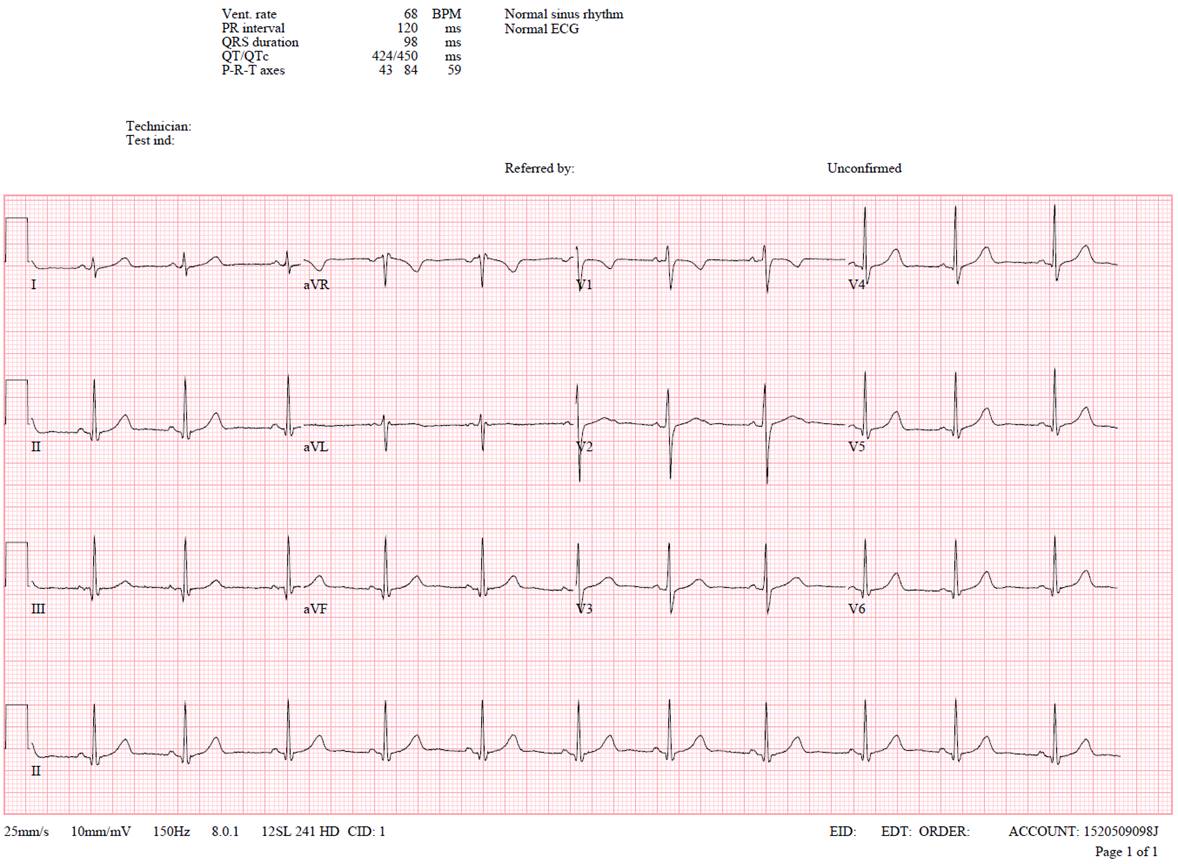 Vent. rate 68 BPM Normal sinus rhythm
PR interval 120 ms Normal ECG
QRS duration 98 ms
QT/QTc 424/450 ms
P-R-T axes 43 84 59
Technician:
Test ind:
Referred by: Unconfirmed
I aVR V1 V4
II aVL V2 V5
III aVF V3 V6
II
25mm/s 10mm/mV 150Hz 8.0.1 12SL 241 HD CID: 1 EID: EDT: ORDER: ACCOUNT: 1520509098J
Page 1 of 1